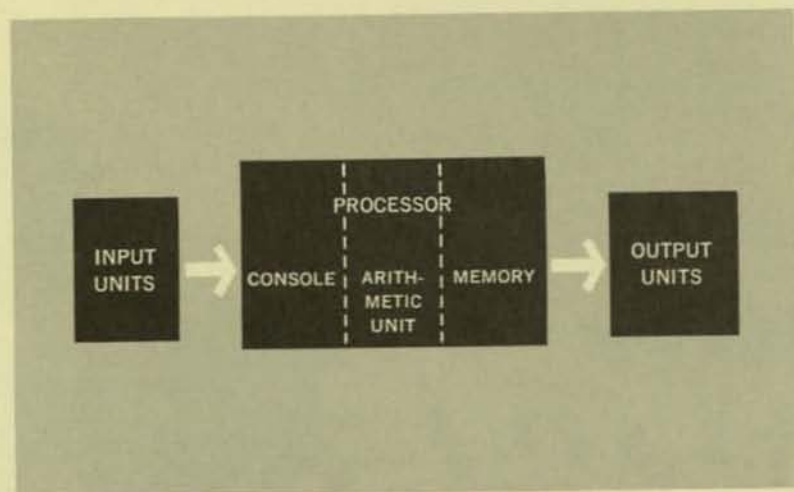 INPUT
UNITS
PROCESSOR
CONSOLE
ARITH-
METIC
UNIT
MEMORY
OUTPUT
UNITS